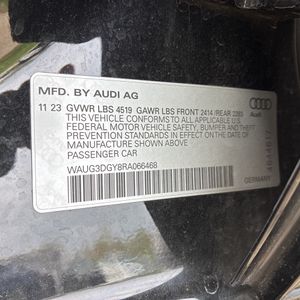 MFD. BY AUDI AG
11 23 GVWR LBS 4519 GAWR LBS FRONT 2414 /REAR 2283
THIS VEHICLE CONFORMS TO ALL APPLICABLE U.S.
FEDERAL MOTOR VEHICLE SAFETY, BUMPER AND THEFT
PREVENTION STANDARDS IN EFFECT ON THE DATE OF
MANUFACTURE SHOWN ABOVE.
PASSENGER CAR
WAUG3DGY8RA066468
Audi
GERMANY